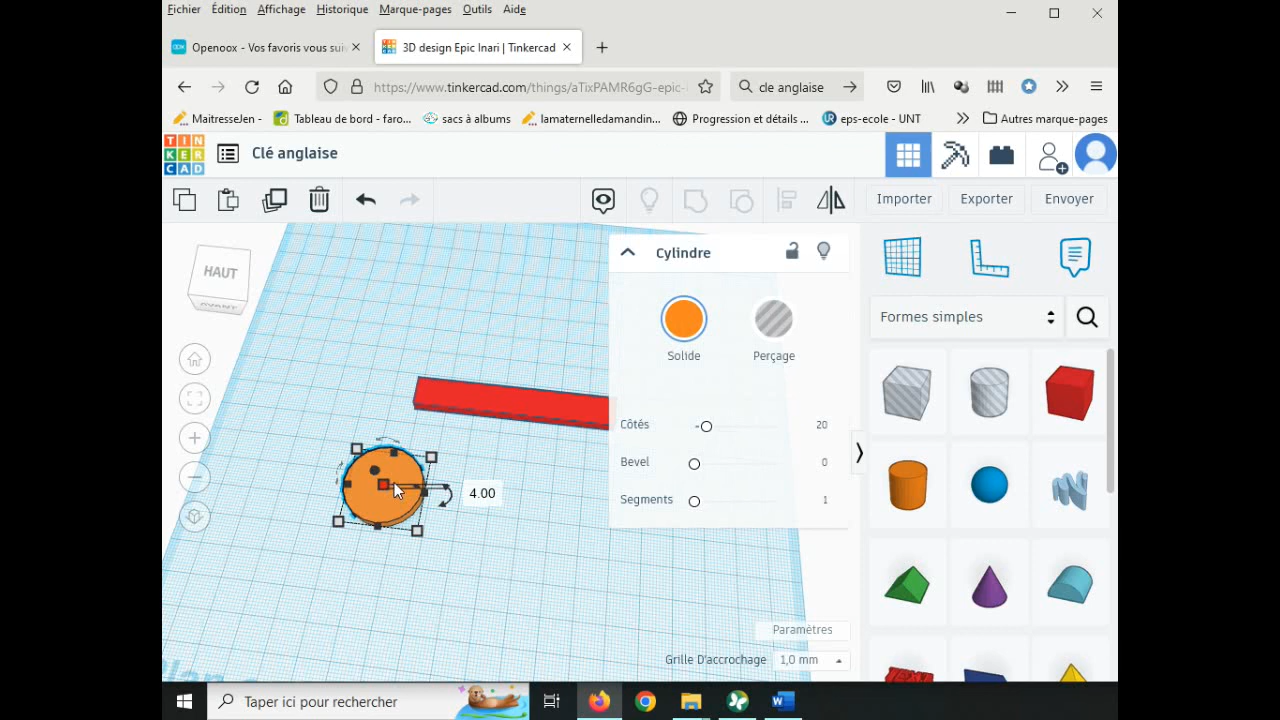 Fichier Édition Affichage Historique Marque-pages Outils Aide
Openoox - Vos favoris vous sui
3D design Epic Inari | Tinkercad
https://www.tinkercad.com/things/aTixPAMR6gG-epic-
cle anglaise
MaitresseJen - Tableau de bord - faro... sacs à albums lamaternelledamandin... Progression et détails ... eps-ecole - UNT Autres marque-pages
TIN
KER
CAD
Clé anglaise
Importer Exporter Envoyer
HAUT
AVANT
Cylindre
Solide Perçage
Côtés 20
Bevel 0
Segments 1
4.00
Formes simples
Paramètres
Grille D'accrochage 1,0 mm
Taper ici pour rechercher